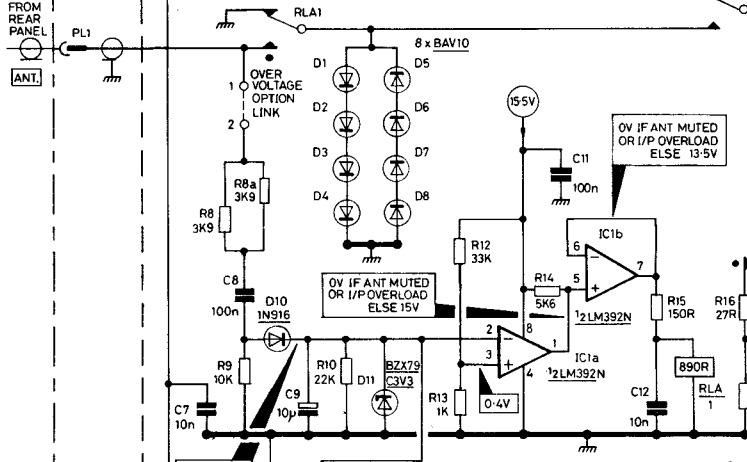 FROM
REAR
PANEL
PL1
ANT.
RLA1
8 x BAV10
1
OVER
VOLTAGE
OPTION
LINK
2
D1
D2
D3
D4
D5
D6
D7
D8
15·5V
C11
100n
0V IF ANT MUTED
OR I/P OVERLOAD
ELSE 13·5V
R8a
3K9
R8
3K9
C8
100n
D10
1N916
0V IF ANT MUTED
OR I/P OVERLOAD
ELSE 15V
R12
33K
R14
5K6
IC1b
6
5
7
½LM392N
R15
150R
R16
27R
R9
10K
C9
10µ
R10
22K
D11
BZX79
C3V3
2
3
8
1
4
IC1a
½LM392N
R13
1K
0·4V
890R
RLA
1
C12
10n
C7
10n